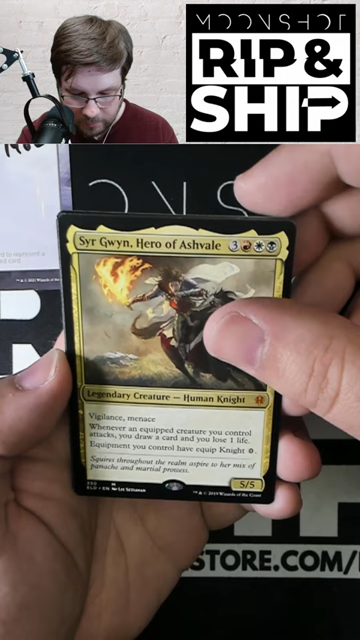 MOONSHOT
RIP &
SHIP
Syr Gwyn, Hero of Ashvale 3
Legendary Creature — Human Knight
Vigilance, menace
Whenever an equipped creature you control
attacks, you draw a card and you lose 1 life.
Equipment you control have equip Knight 0.
Squires throughout the realm aspire to her mix of
panache and martial prowess.
5/5
330 M
ELD • EN
™ & © 2019 Wizards of the Coast
STORE.COM/